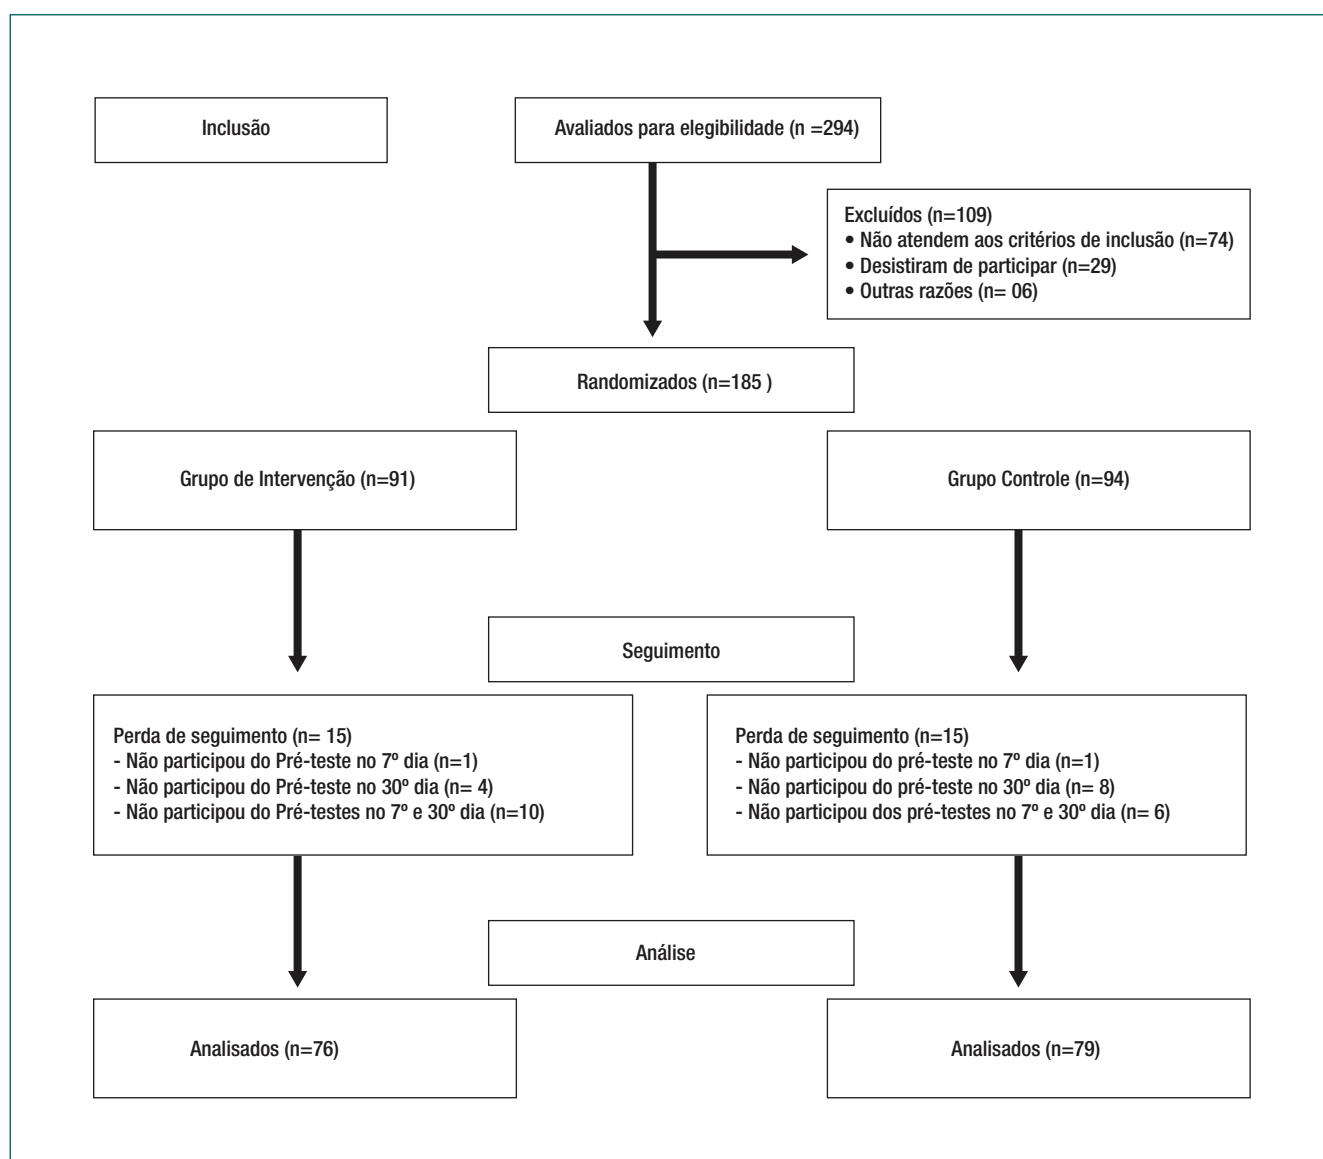 Inclusão
Avaliados para elegibilidade (n =294)
Excluídos (n=109)
• Não atendem aos critérios de inclusão (n=74)
• Desistiram de participar (n=29)
• Outras razões (n= 06)
Randomizados (n=185 )
Grupo de Intervenção (n=91)
Grupo Controle (n=94)
Seguimento
Perda de seguimento (n= 15)
- Não participou do Pré-teste no 7º dia (n=1)
- Não participou do Pré-teste no 30º dia (n= 4)
- Não participou do Pré-testes no 7º e 30º dia (n=10)
Perda de seguimento (n=15)
- Não participou do pré-teste no 7º dia (n=1)
- Não participou do pré-teste no 30º dia (n= 8)
- Não participou dos pré-testes no 7º e 30º dia (n= 6)
Análise
Analisados (n=76)
Analisados (n=79)